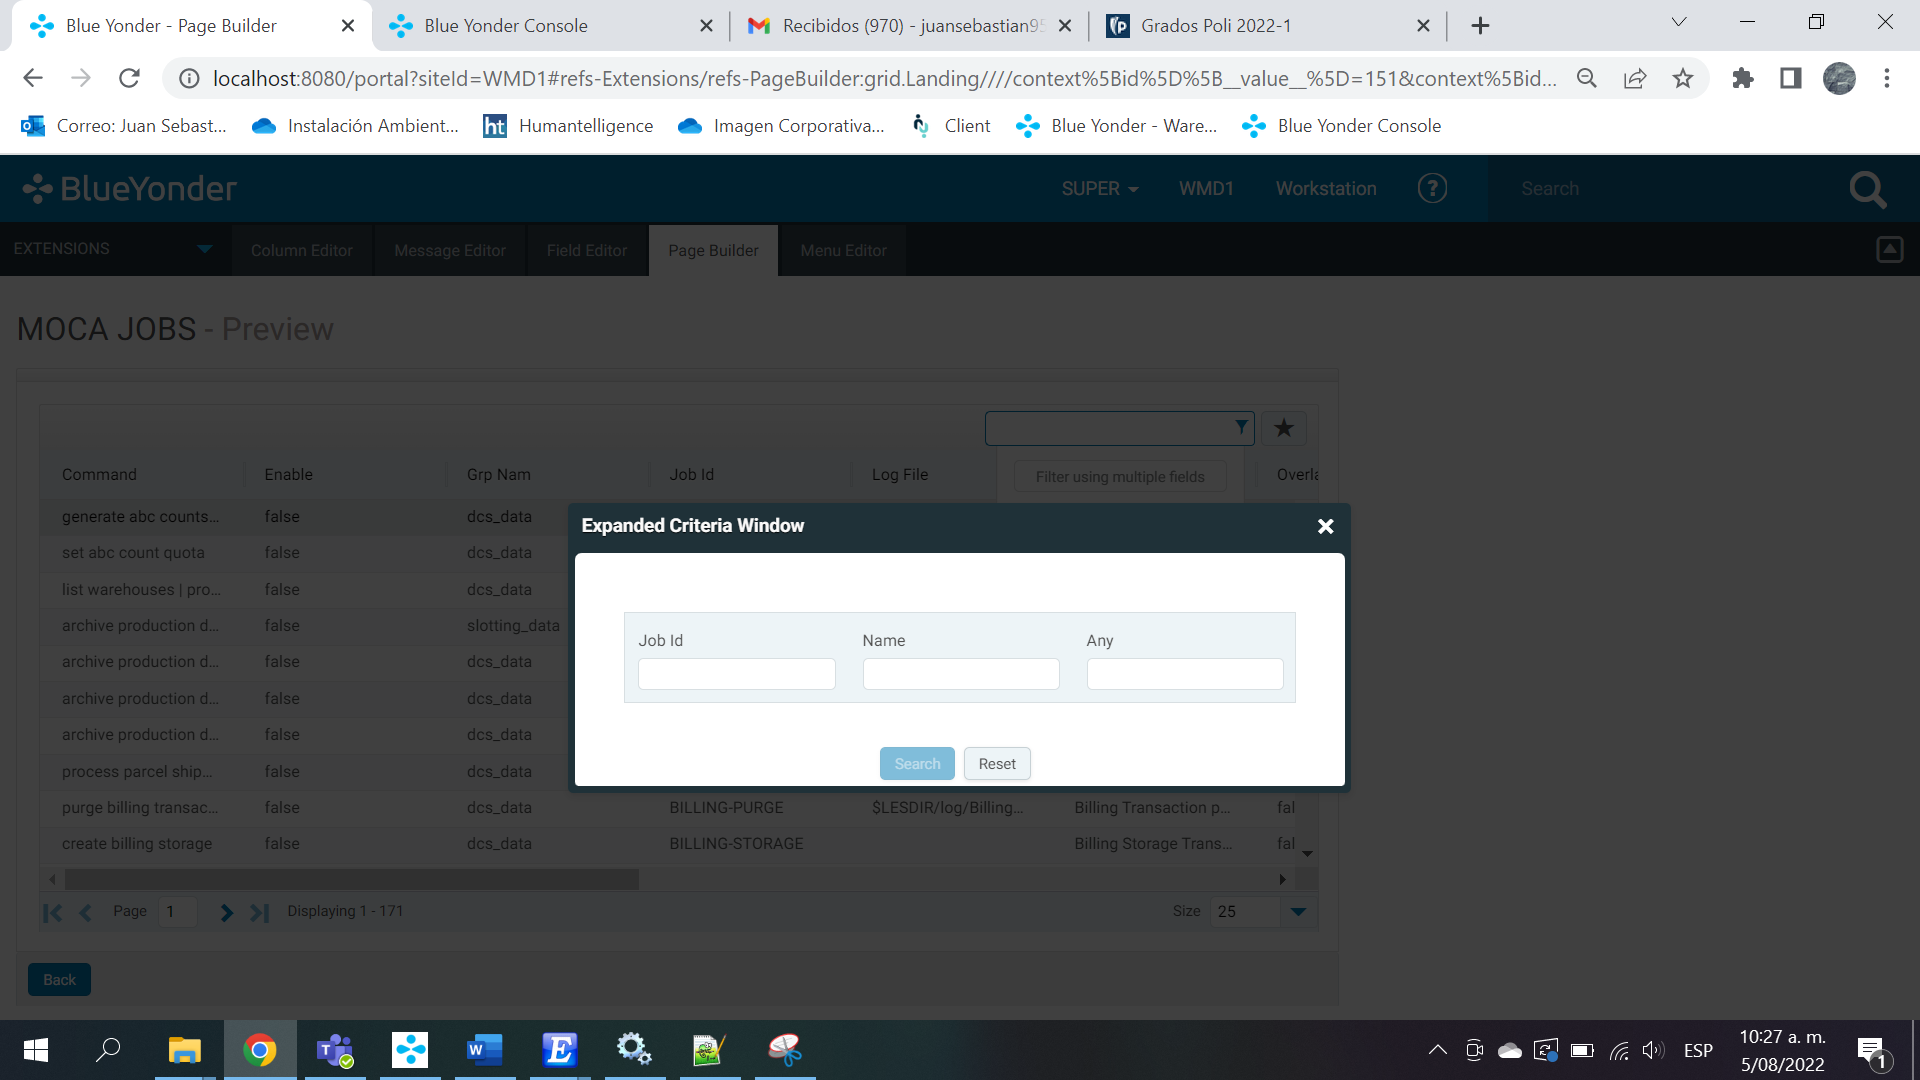 Blue Yonder - Page Builder
Blue Yonder Console
Recibidos (970) - juansebastian95
Grados Poli 2022-1
localhost:8080/portal?siteId=WMD1#refs-Extensions/refs-PageBuilder:grid.Landing////context%5Bid%5D%5B__value__%5D=151&context%5Bid...
Correo: Juan Sebast...
Instalación Ambient...
ht Humantelligence
Imagen Corporativa...
Client
Blue Yonder - Ware...
Blue Yonder Console
BlueYonder
SUPER
WMD1
Workstation
?
Search
EXTENSIONS
Column Editor
Message Editor
Field Editor
Page Builder
Menu Editor
MOCA JOBS - Preview
Command Enable Grp Nam Job Id Log File Filter using multiple fields Overla
generate abc counts... false dcs_data
set abc count quota false dcs_data
list warehouses | pro... false dcs_data
archive production d... false slotting_data
archive production d... false dcs_data
archive production d... false dcs_data
archive production d... false dcs_data
process parcel ship... false dcs_data
purge billing transac... false dcs_data BILLING-PURGE $LESDIR/log/Billing... Billing Transaction p... fal
create billing storage false dcs_data BILLING-STORAGE Billing Storage Trans... fal
Expanded Criteria Window
Job Id Name Any
Search Reset
Page 1 Displaying 1 - 171 Size 25
Back
ESP
10:27 a. m.
5/08/2022
1